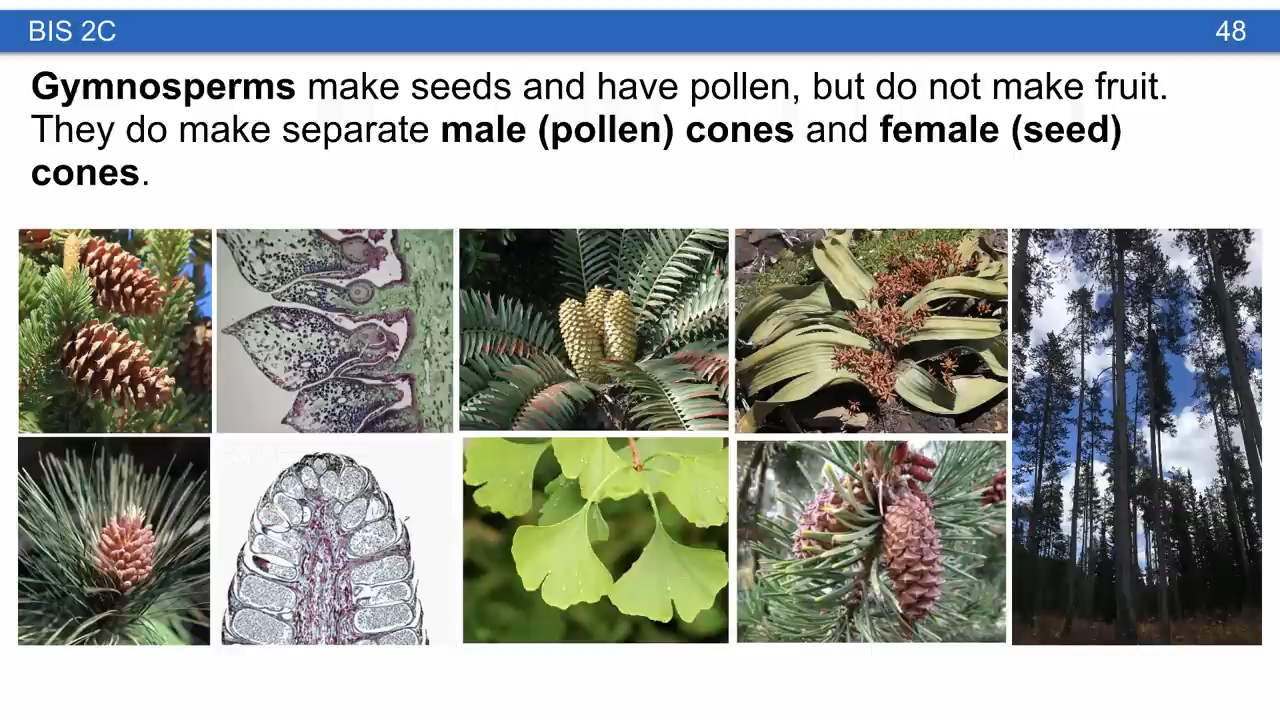 BIS 2C
48
Gymnosperms make seeds and have pollen, but do not make fruit.
They do make separate male (pollen) cones and female (seed)
cones.